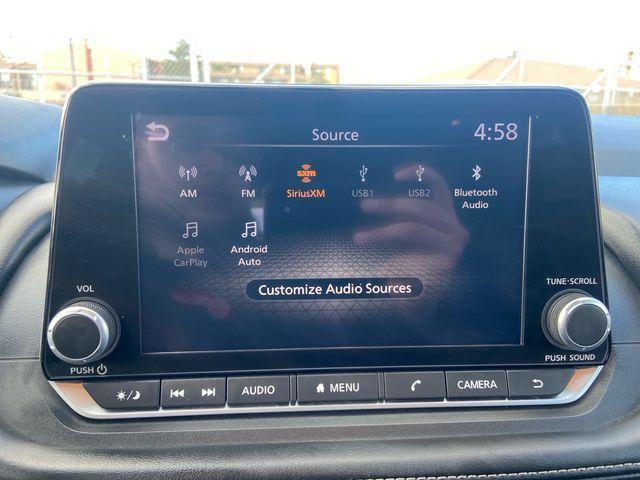 Source
4:58
AM
FM
sxm
SiriusXM
USB1
USB2
Bluetooth
Audio
Apple
CarPlay
Android
Auto
Customize Audio Sources
VOL
PUSH
TUNE·SCROLL
PUSH SOUND
AUDIO
MENU
CAMERA